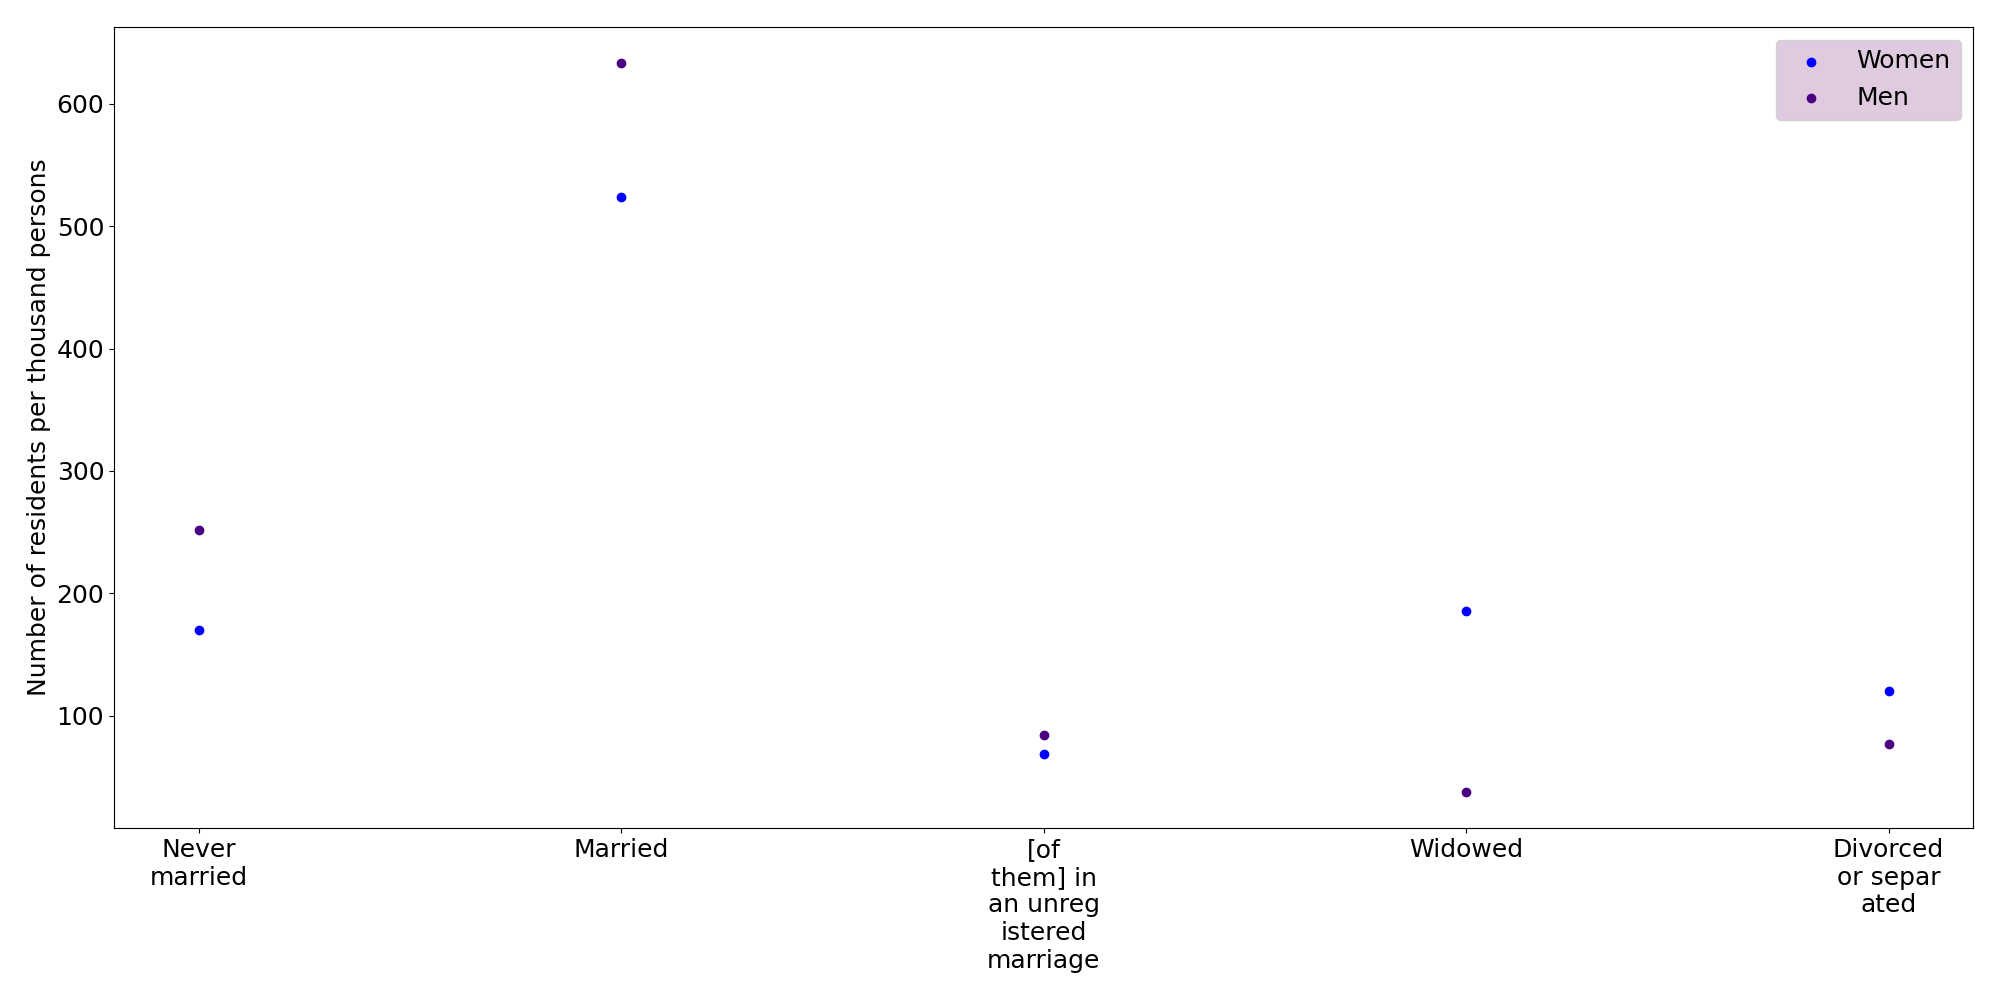 Women
Men
Number of residents per thousand persons
600
500
400
300
200
100
Never
married
Married
[of
them] in
an unreg
istered
marriage
Widowed
Divorced
or separ
ated